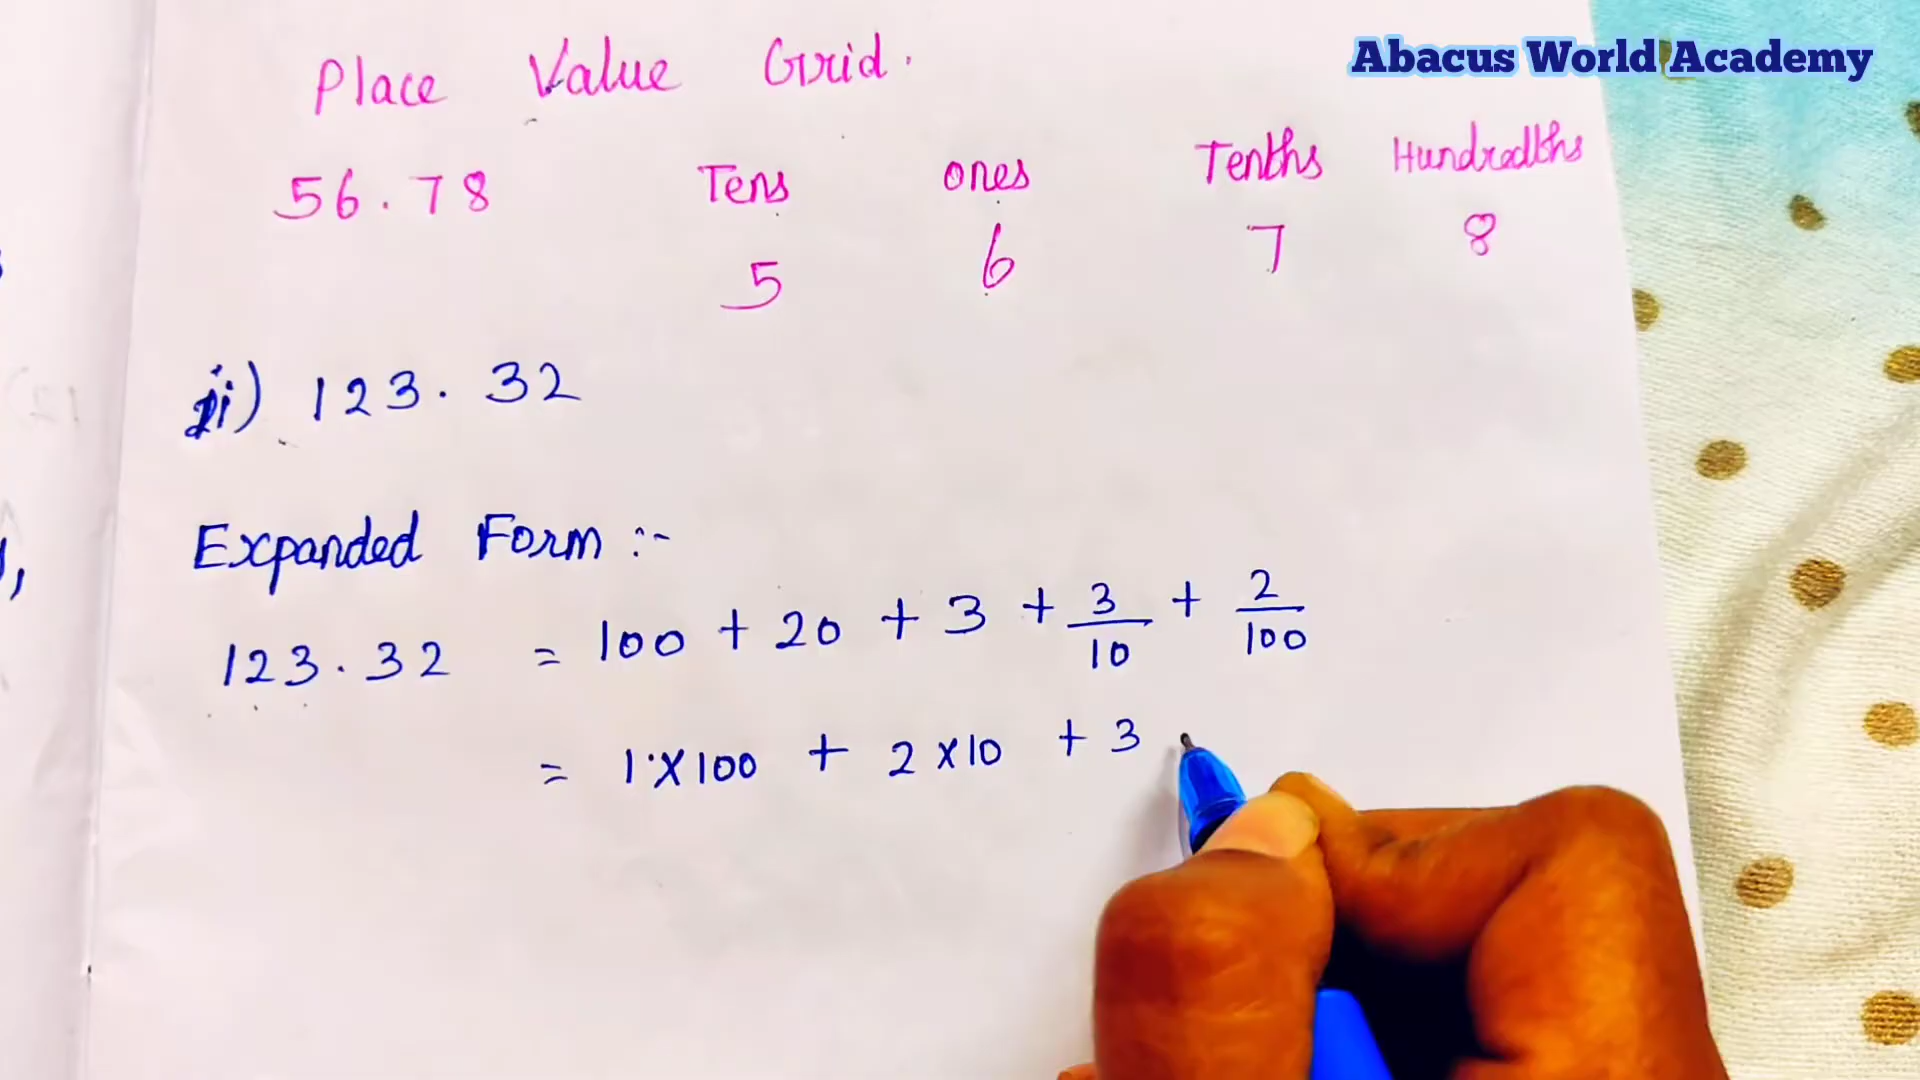 Abacus World Academy
Place Value Grid.
56.78 Tens ones Tenths Hundredths
5 6 7 8
ii) 123.32
Expanded Form :-
123.32 = 100 + 20 + 3 + 3/10 + 2/100
= 1×100 + 2×10 + 3